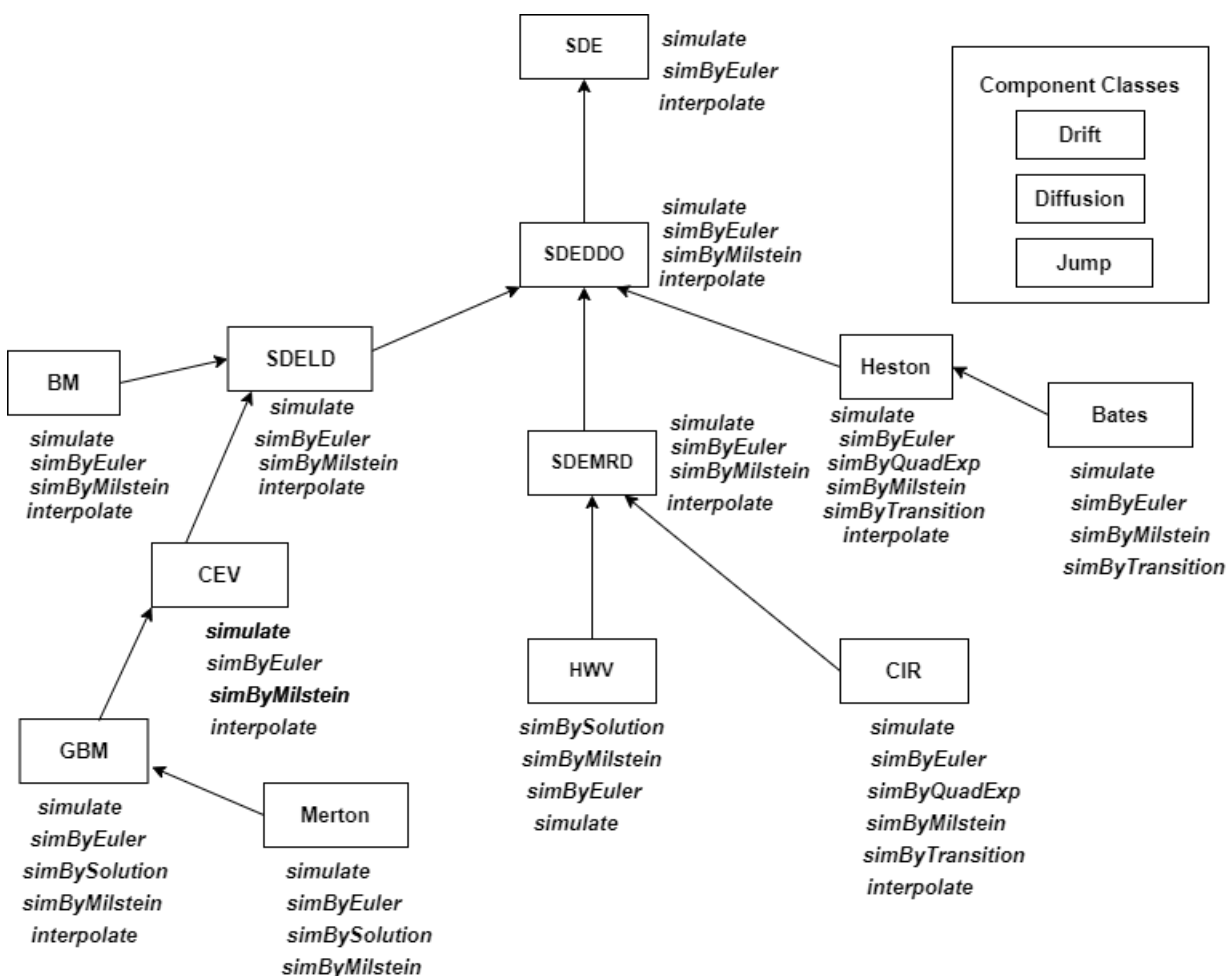 SDE
simulate
simByEuler
interpolate
Component Classes
Drift
Diffusion
Jump
SDEDDO
simulate
simByEuler
simByMilstein
interpolate
BM
simulate
simByEuler
simByMilstein
interpolate
SDELD
simulate
simByEuler
simByMilstein
interpolate
SDEMRD
simulate
simByEuler
simByMilstein
interpolate
Heston
simulate
simByEuler
simByQuadExp
simByMilstein
simByTransition
interpolate
Bates
simulate
simByEuler
simByMilstein
simByTransition
CEV
simulate
simByEuler
simByMilstein
interpolate
GBM
simulate
simByEuler
simBySolution
simByMilstein
interpolate
Merton
simulate
simByEuler
simBySolution
simByMilstein
HWV
simBySolution
simByMilstein
simByEuler
simulate
CIR
simulate
simByEuler
simByQuadExp
simByMilstein
simByTransition
interpolate